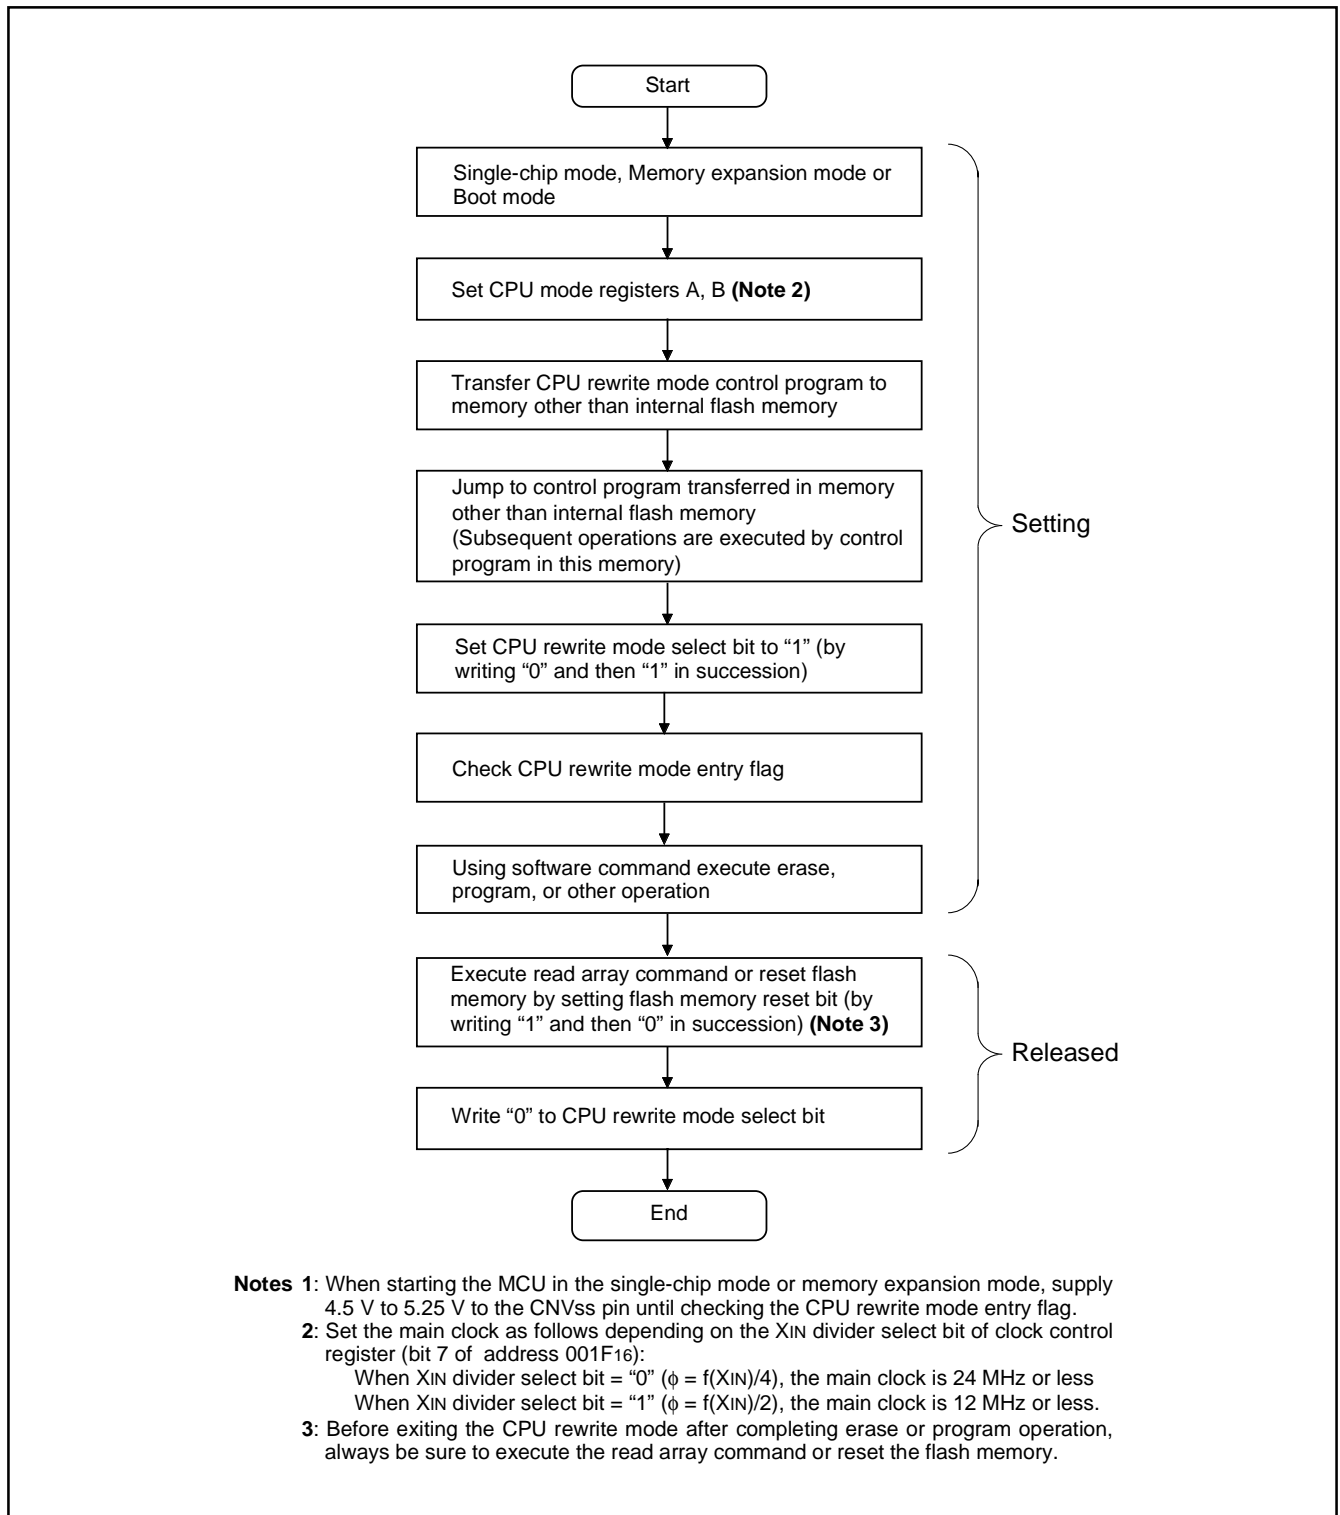 Start
Single-chip mode, Memory expansion mode or
Boot mode
Set CPU mode registers A, B (Note 2)
Transfer CPU rewrite mode control program to
memory other than internal flash memory
Jump to control program transferred in memory
other than internal flash memory
(Subsequent operations are executed by control
program in this memory)
Setting
Set CPU rewrite mode select bit to “1” (by
writing “0” and then “1” in succession)
Check CPU rewrite mode entry flag
Using software command execute erase,
program, or other operation
Execute read array command or reset flash
memory by setting flash memory reset bit (by
writing “1” and then “0” in succession) (Note 3)
Released
Write “0” to CPU rewrite mode select bit
End
Notes 1: When starting the MCU in the single-chip mode or memory expansion mode, supply
4.5 V to 5.25 V to the CNVss pin until checking the CPU rewrite mode entry flag.
2: Set the main clock as follows depending on the XIN divider select bit of clock control
register (bit 7 of address 001F16):
When XIN divider select bit = “0” (ϕ = f(XIN)/4), the main clock is 24 MHz or less
When XIN divider select bit = “1” (ϕ = f(XIN)/2), the main clock is 12 MHz or less.
3: Before exiting the CPU rewrite mode after completing erase or program operation,
always be sure to execute the read array command or reset the flash memory.